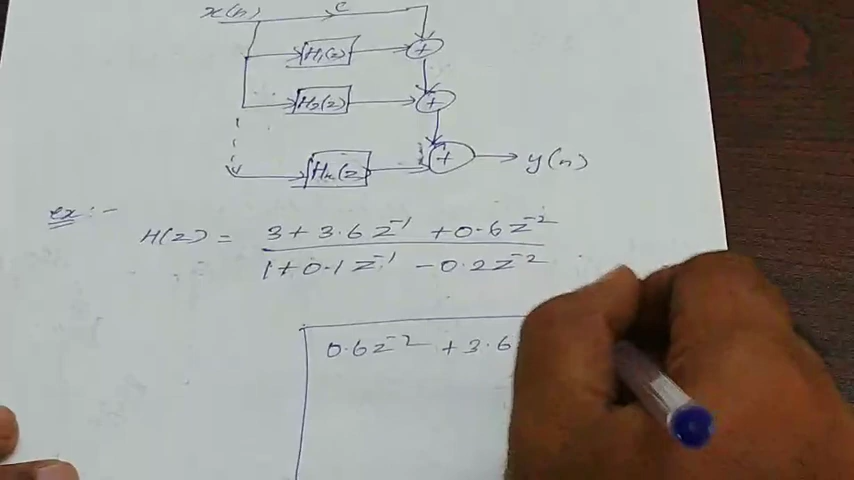 x(n) c
H₁(z) +
H₂(z) +
Hₖ(z) + y(n)
ex :-
H(z) = 3 + 3.6 z⁻¹ + 0.6 z⁻²
1 + 0.1 z⁻¹ - 0.2 z⁻²
0.6 z⁻² + 3.6